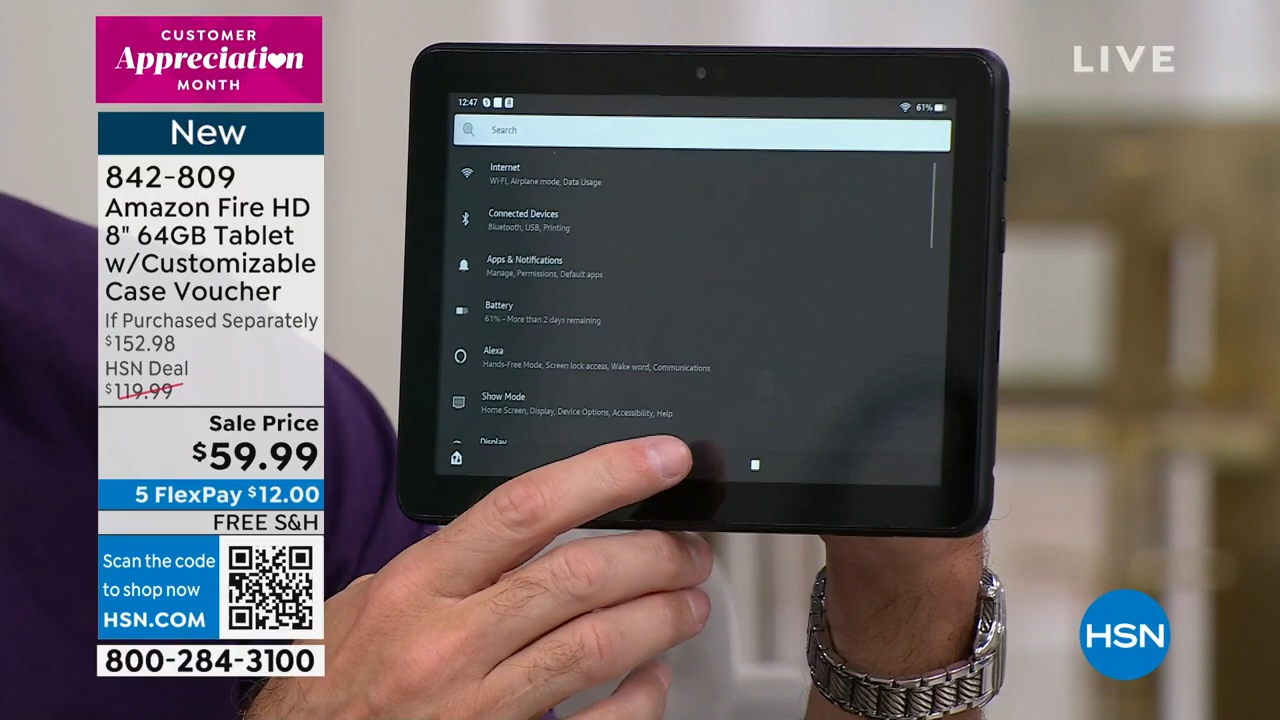 CUSTOMER
Appreciation
MONTH
New
842-809
Amazon Fire HD
8" 64GB Tablet
w/Customizable
Case Voucher
If Purchased Separately
$152.98
HSN Deal
$119.99
Sale Price
$59.99
5 FlexPay $12.00
FREE S&H
Scan the code
to shop now
HSN.COM
800-284-3100
LIVE
12:47
61%
Search
Internet
Wi-Fi, Airplane mode, Data Usage
Connected Devices
Bluetooth, USB, Printing
Apps & Notifications
Manage, Permissions, Default apps
Battery
61% - More than 2 days remaining
Alexa
Hands-Free Mode, Screen lock access, Wake word, Communications
Show Mode
Home Screen, Display, Device Options, Accessibility, Help
Display
HSN